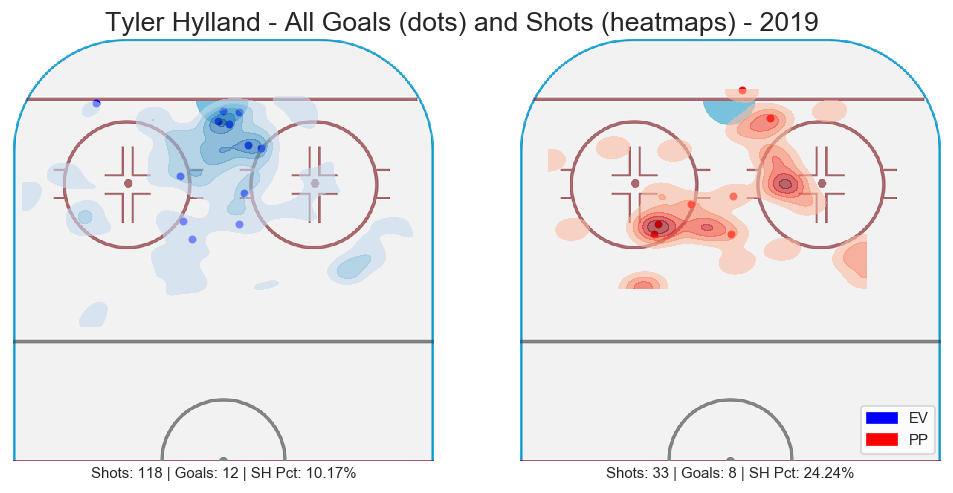 Tyler Hylland - All Goals (dots) and Shots (heatmaps) - 2019
EV
PP
Shots: 118 | Goals: 12 | SH Pct: 10.17%
Shots: 33 | Goals: 8 | SH Pct: 24.24%